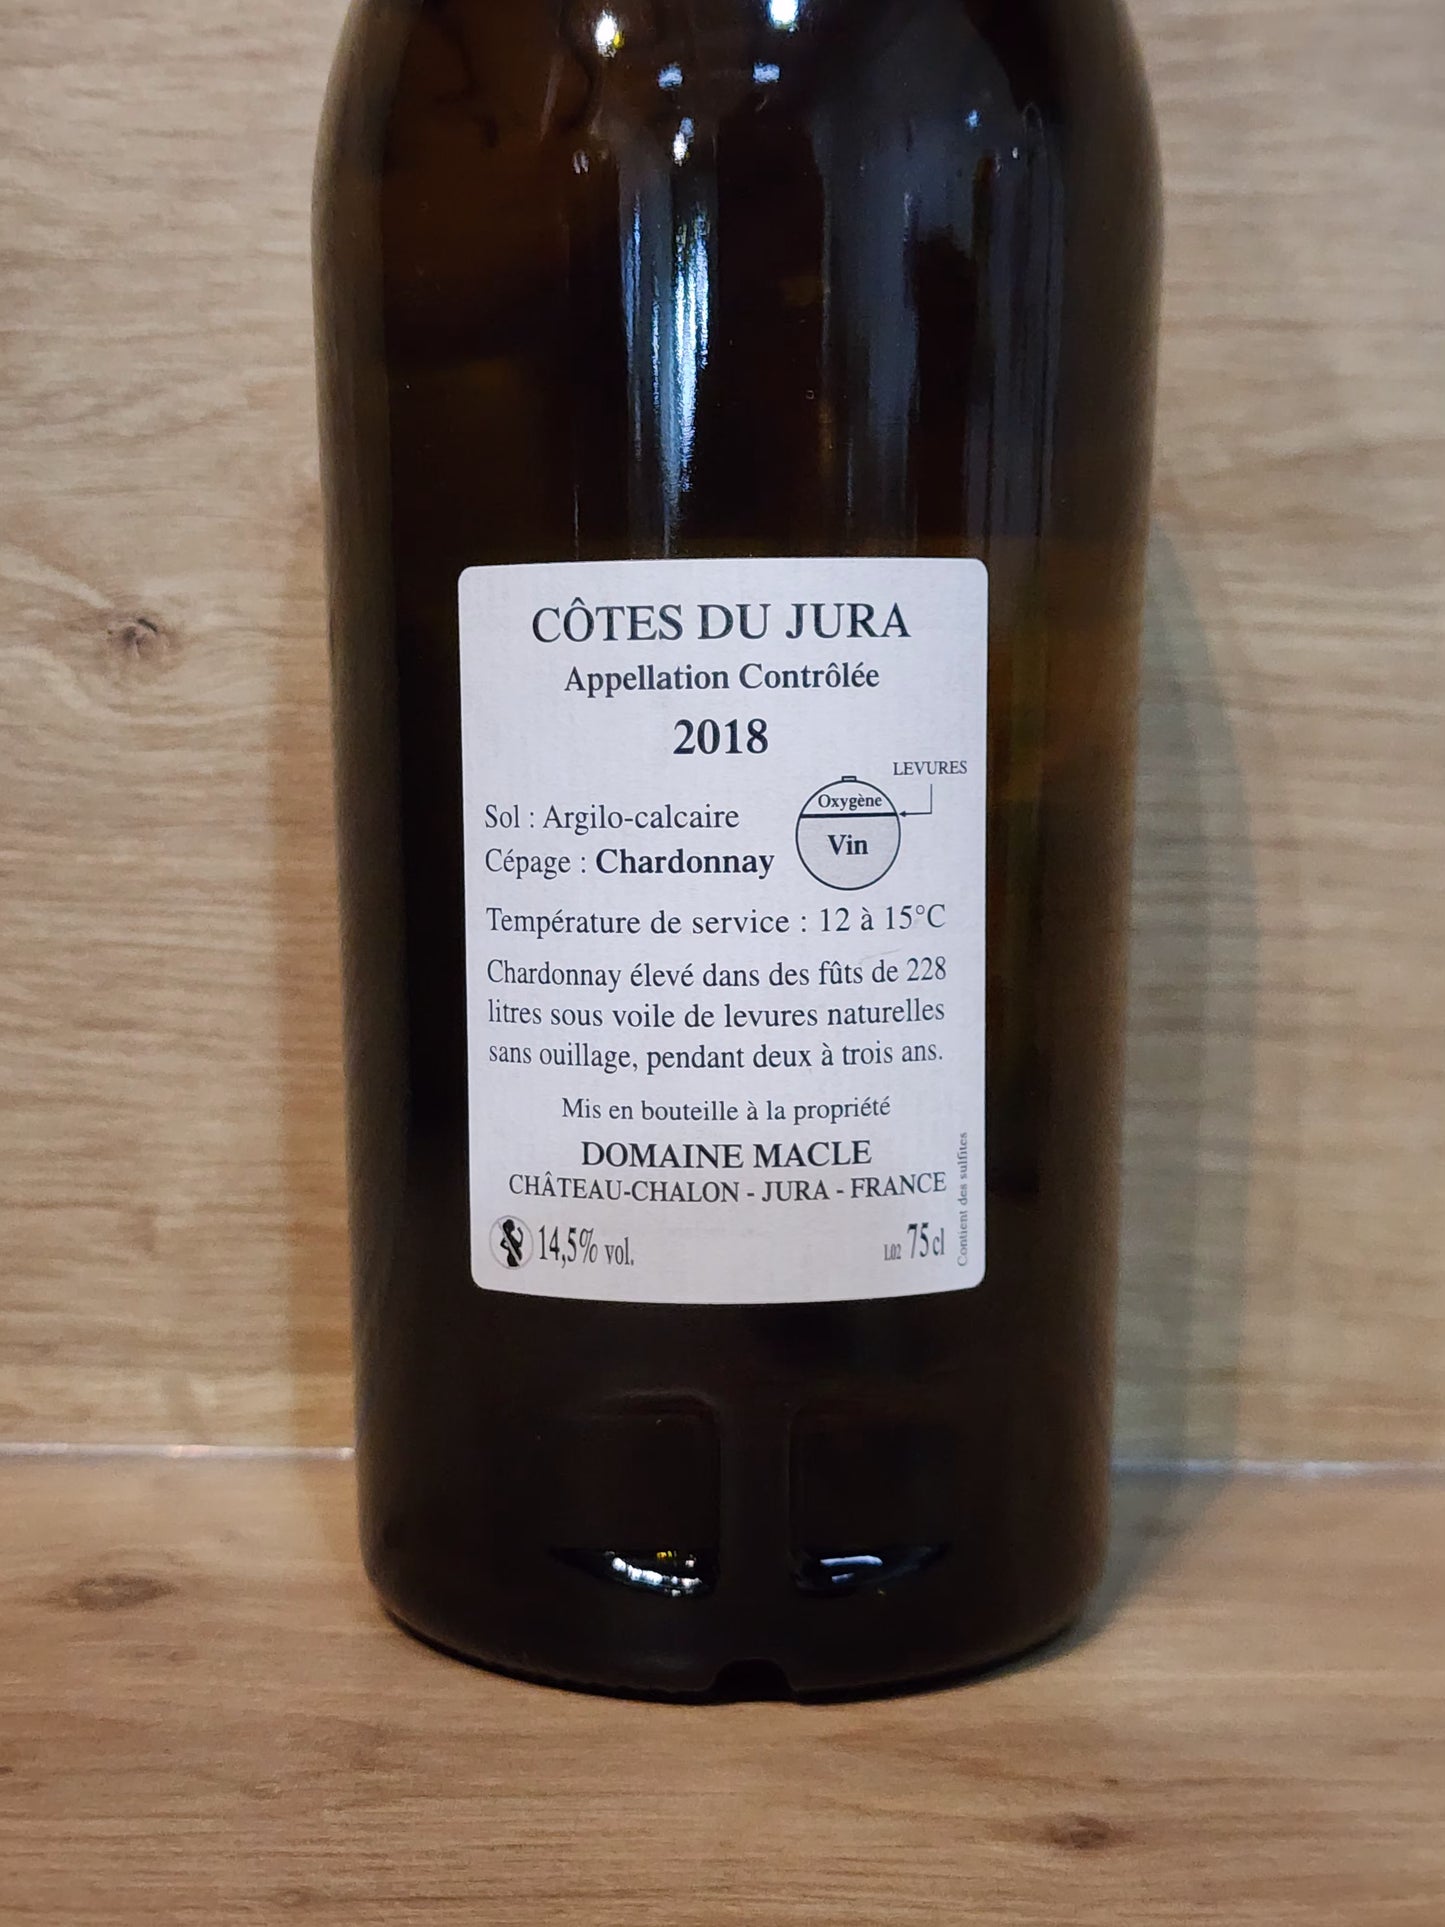 CÔTES DU JURA
Appellation Contrôlée
2018
LEVURES
Oxygène
Vin
Sol : Argilo-calcaire
Cépage : Chardonnay
Température de service : 12 à 15°C
Chardonnay élevé dans des fûts de 228
litres sous voile de levures naturelles
sans ouillage, pendant deux à trois ans.
Mis en bouteille à la propriété
DOMAINE MACLE
CHÂTEAU-CHALON - JURA - FRANCE
14,5% vol.
L02 75cl
Contient des sulfites